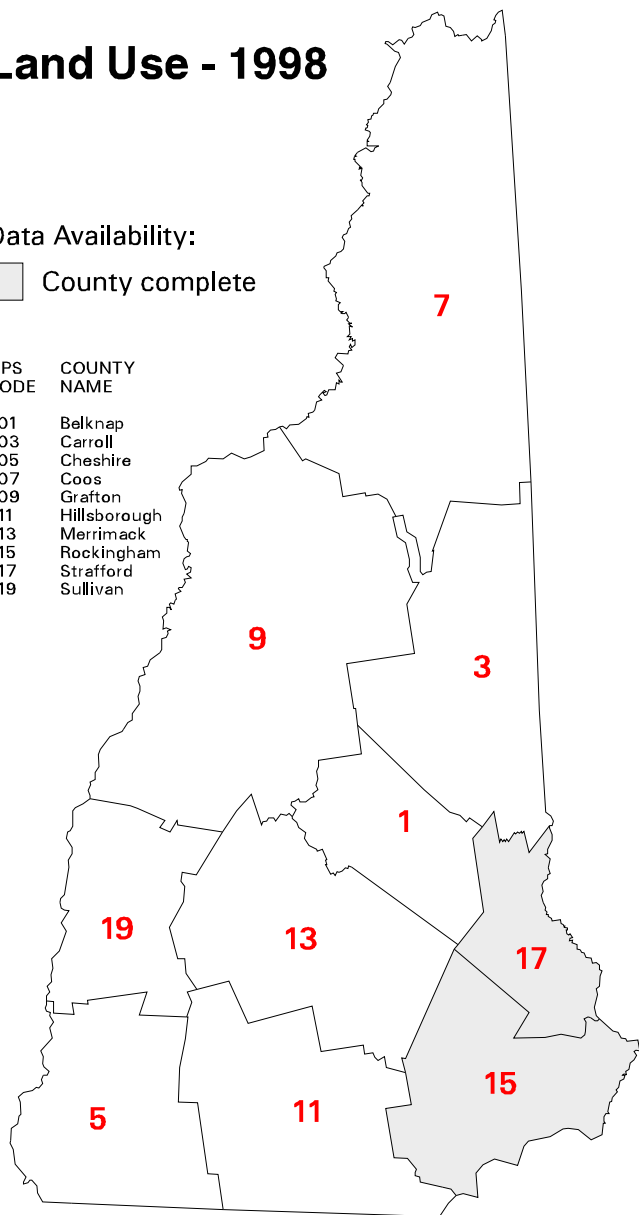 Land Use - 1998
Data Availability:
County complete
PS COUNTY
ODE NAME
01 Belknap
03 Carroll
05 Cheshire
07 Coos
09 Grafton
11 Hillsborough
13 Merrimack
15 Rockingham
17 Strafford
19 Sullivan
7
9
3
1
19
13
17
15
5
11